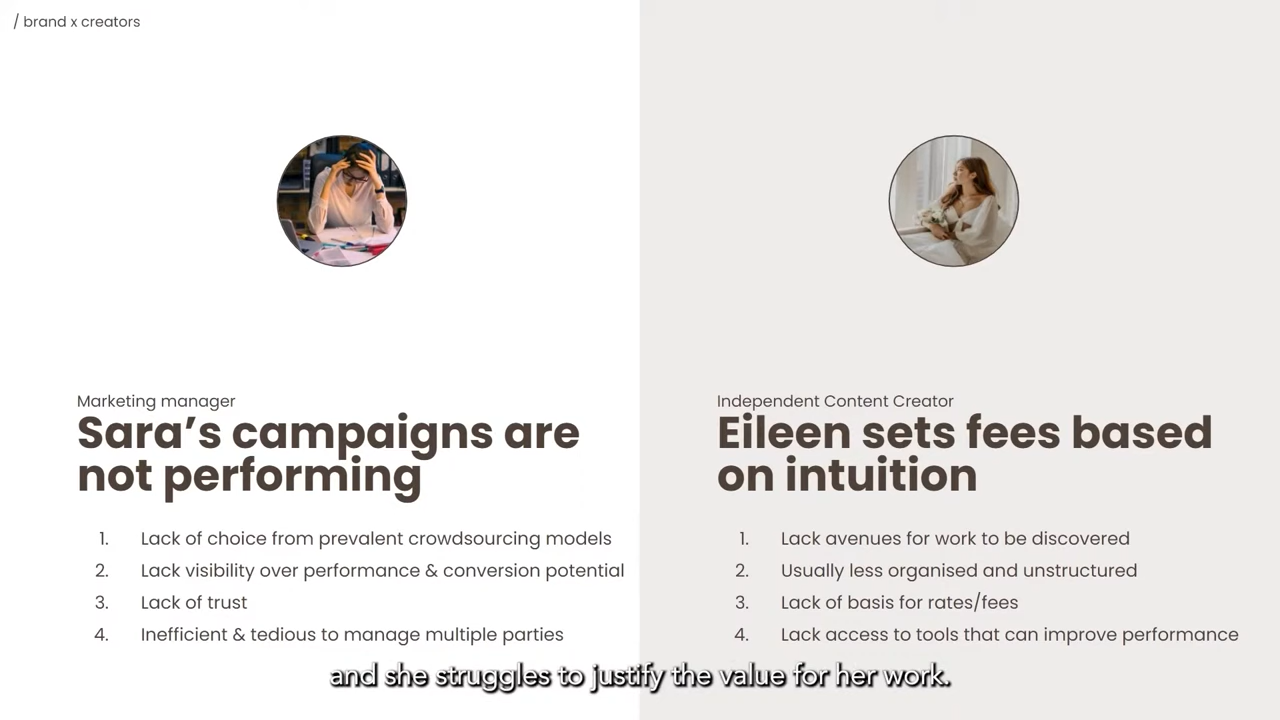 / brand x creators
Marketing manager
Sara’s campaigns are
not performing
1. Lack of choice from prevalent crowdsourcing models
2. Lack visibility over performance & conversion potential
3. Lack of trust
4. Inefficient & tedious to manage multiple parties
Independent Content Creator
Eileen sets fees based
on intuition
1. Lack avenues for work to be discovered
2. Usually less organised and unstructured
3. Lack of basis for rates/fees
4. Lack access to tools that can improve performance
and she struggles to justify the value for her work.